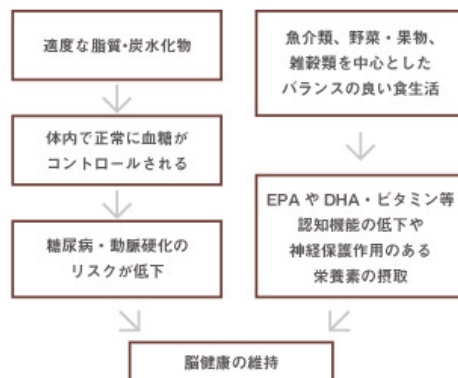 適度な脂質・炭水化物
体内で正常に血糖が
コントロールされる
糖尿病・動脈硬化の
リスクが低下
魚介類、野菜・果物、
雑穀類を中心とした
バランスの良い食生活
EPA や DHA・ビタミン等
認知機能の低下や
神経保護作用のある
栄養素の摂取
脳健康の維持